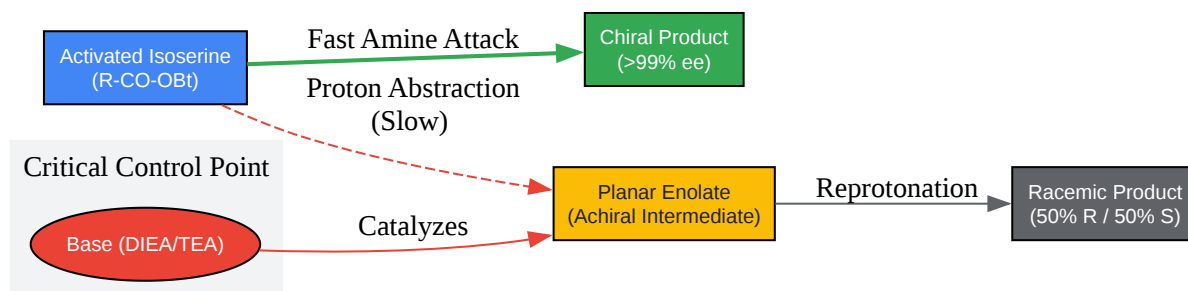 Activated Isoserine
(R-CO-OBt)
Fast Amine Attack
Chiral Product
(>99% ee)
Proton Abstraction
(Slow)
Critical Control Point
Base (DIEA/TEA)
Catalyzes
Planar Enolate
(Achiral Intermediate)
Reprotonation
Racemic Product
(50% R / 50% S)